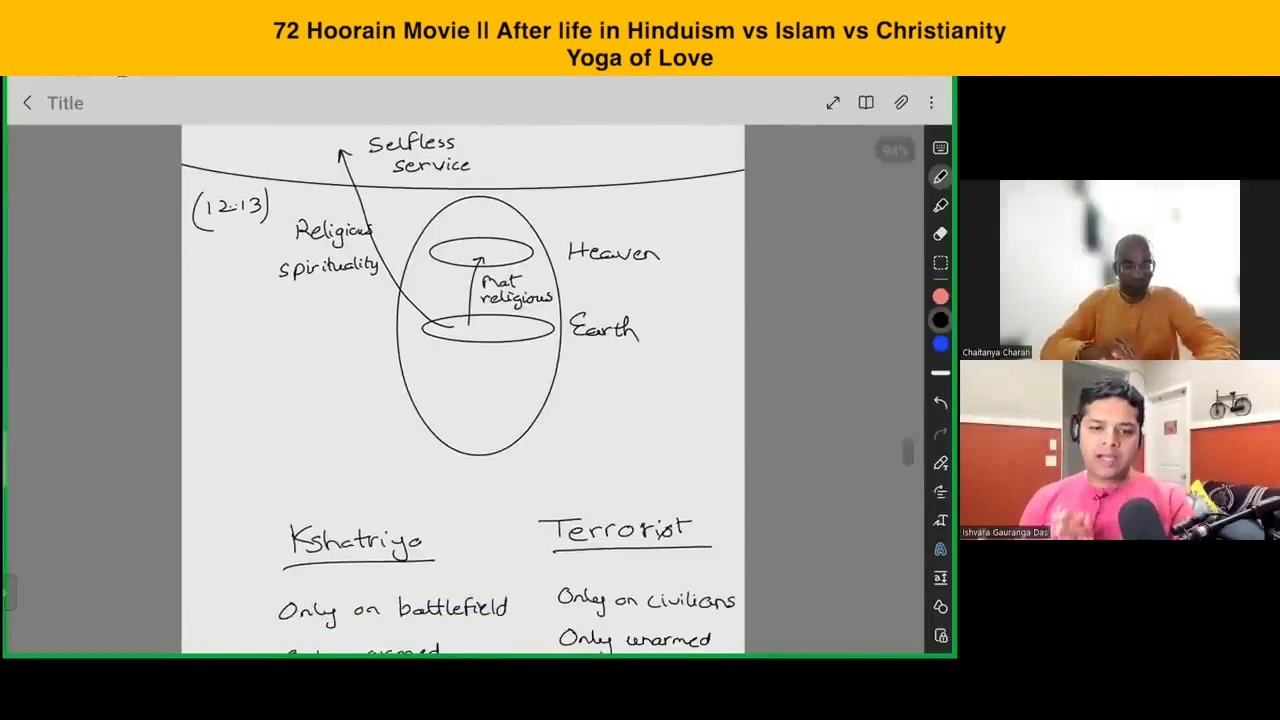 72 Hoorain Movie || After life in Hinduism vs Islam vs Christianity
Yoga of Love
Title
94%
Selfless
service
(12-13)
Religious
spirituality
Heaven
Mat
religious
Earth
Kshatriya
Terrorist
Only on battlefield
Only on civilians
Only unarmed
Chaitanya Charan
Ishvara Gauranga Das